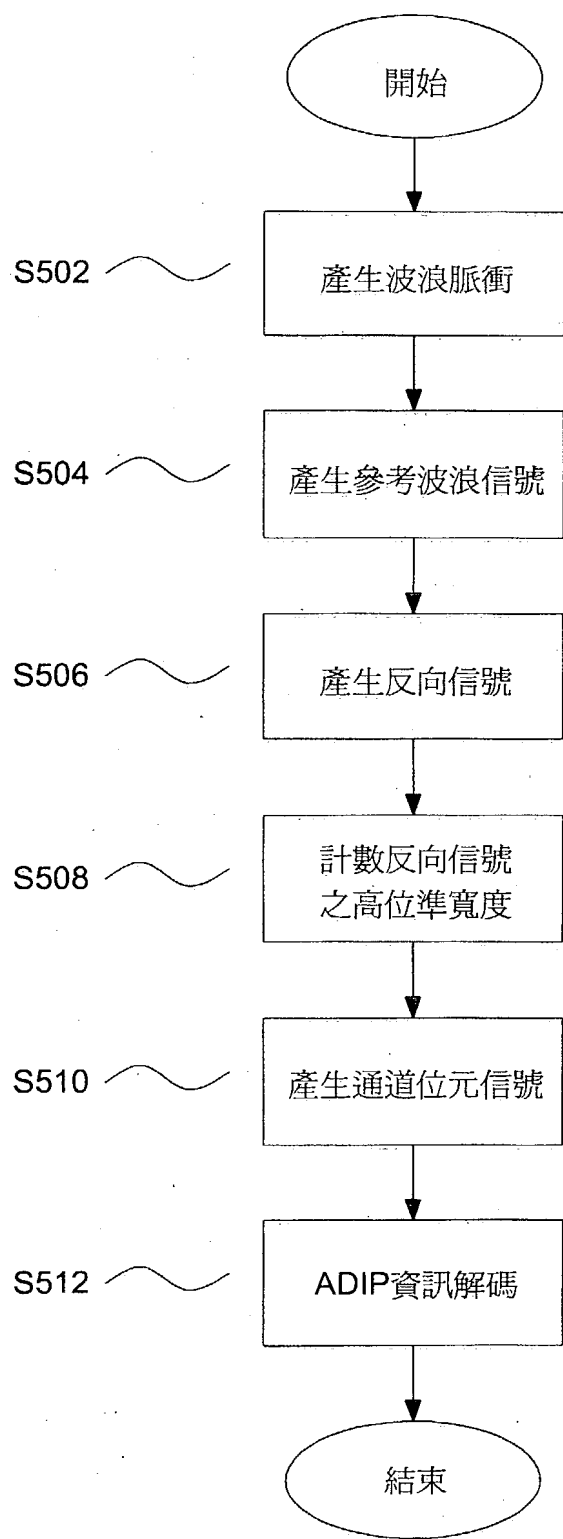 開始
S502
產生波浪脈衝
S504
產生參考波浪信號
S506
產生反向信號
S508
計數反向信號
之高位準寬度
S510
產生通道位元信號
S512
ADIP資訊解碼
結束